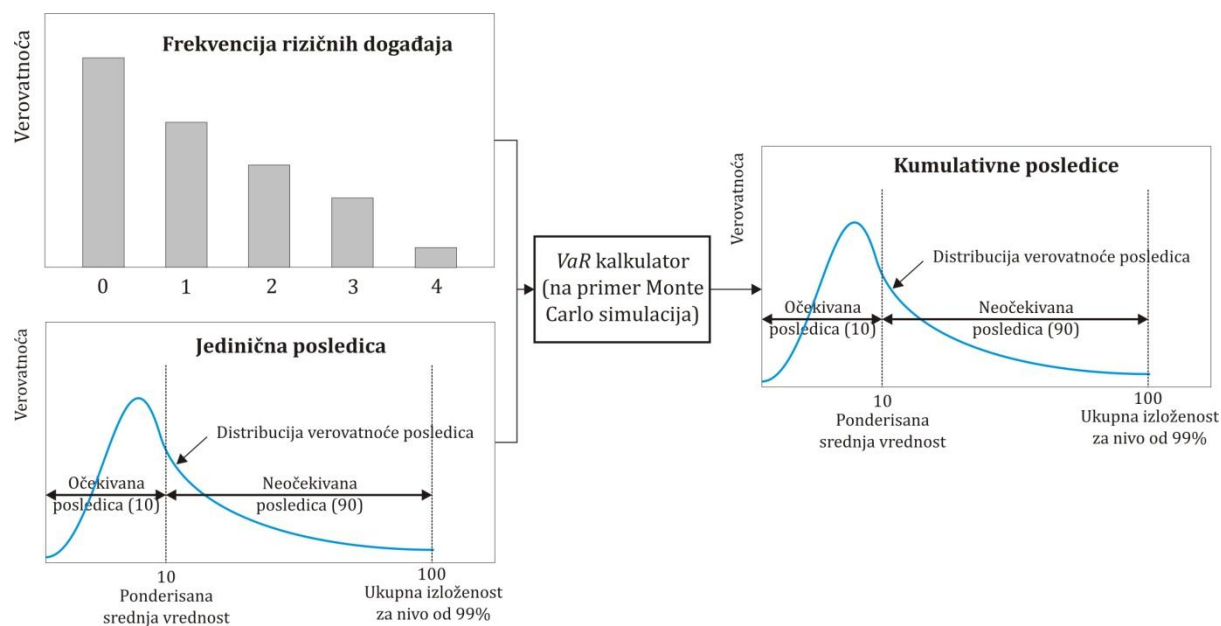 Frekvencija rizičnih događaja
Verovatnoća
0 1 2 3 4
Jedinična posledica
Verovatnoća
Distribucija verovatnoće posledica
Očekivana
posledica (10)
Neočekivana
posledica (90)
10
Ponderisana
srednja vrednost
100
Ukupna izloženost
za nivo od 99%
VaR kalkulator
(na primer Monte
Carlo simulacija)
Kumulativne posledice
Verovatnoća
Distribucija verovatnoće posledica
Očekivana
posledica (10)
Neočekivana
posledica (90)
10
Ponderisana
srednja vrednost
100
Ukupna izloženost
za nivo od 99%